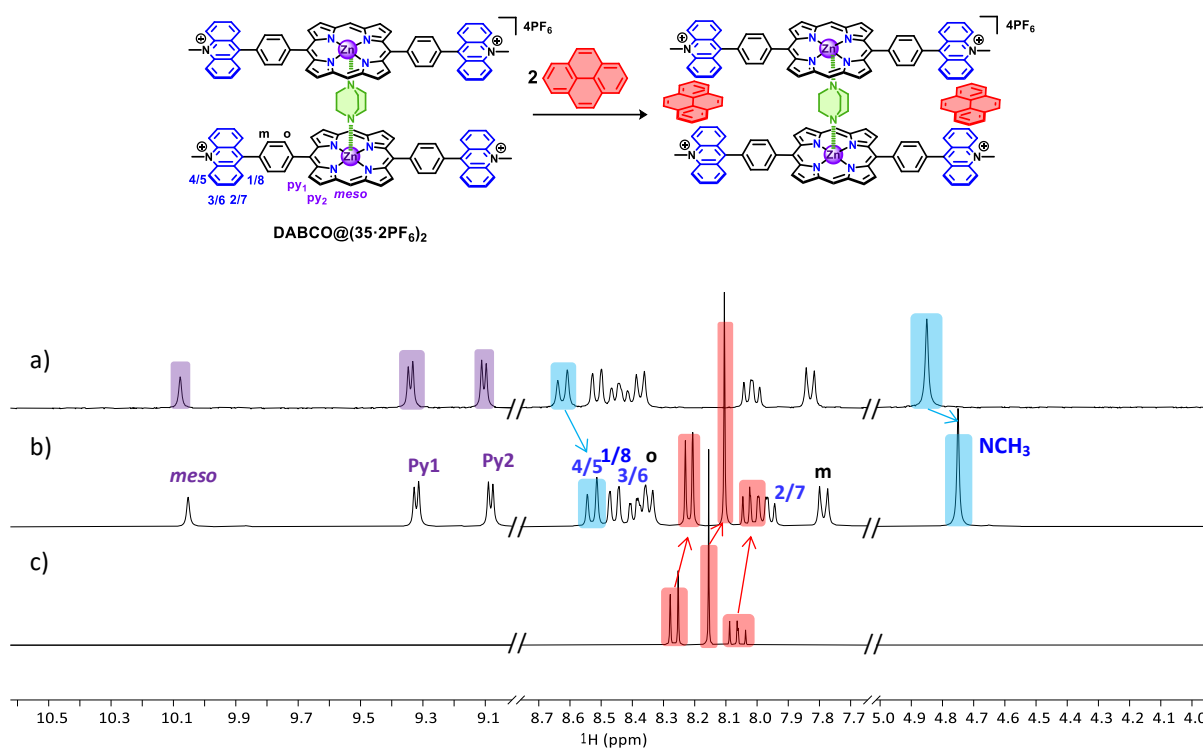 4PF6
4PF6
N Zn N
N N N N
2
N
N
m o
N Zn N
N N N N
4/5 1/8
3/6 2/7
py1
py2 meso
DABCO@(35·2PF6)2
a)
b)
meso Py1 Py2 4/5 1/8 3/6 o 2/7 m NCH3
c)
10.5 10.3 10.1 9.9 9.7 9.5 9.3 9.1 8.7 8.6 8.5 8.4 8.3 8.2 8.1 8.0 7.9 7.8 7.7 5.0 4.9 4.8 4.7 4.6 4.5 4.4 4.3 4.2 4.1 4.0
1H (ppm)